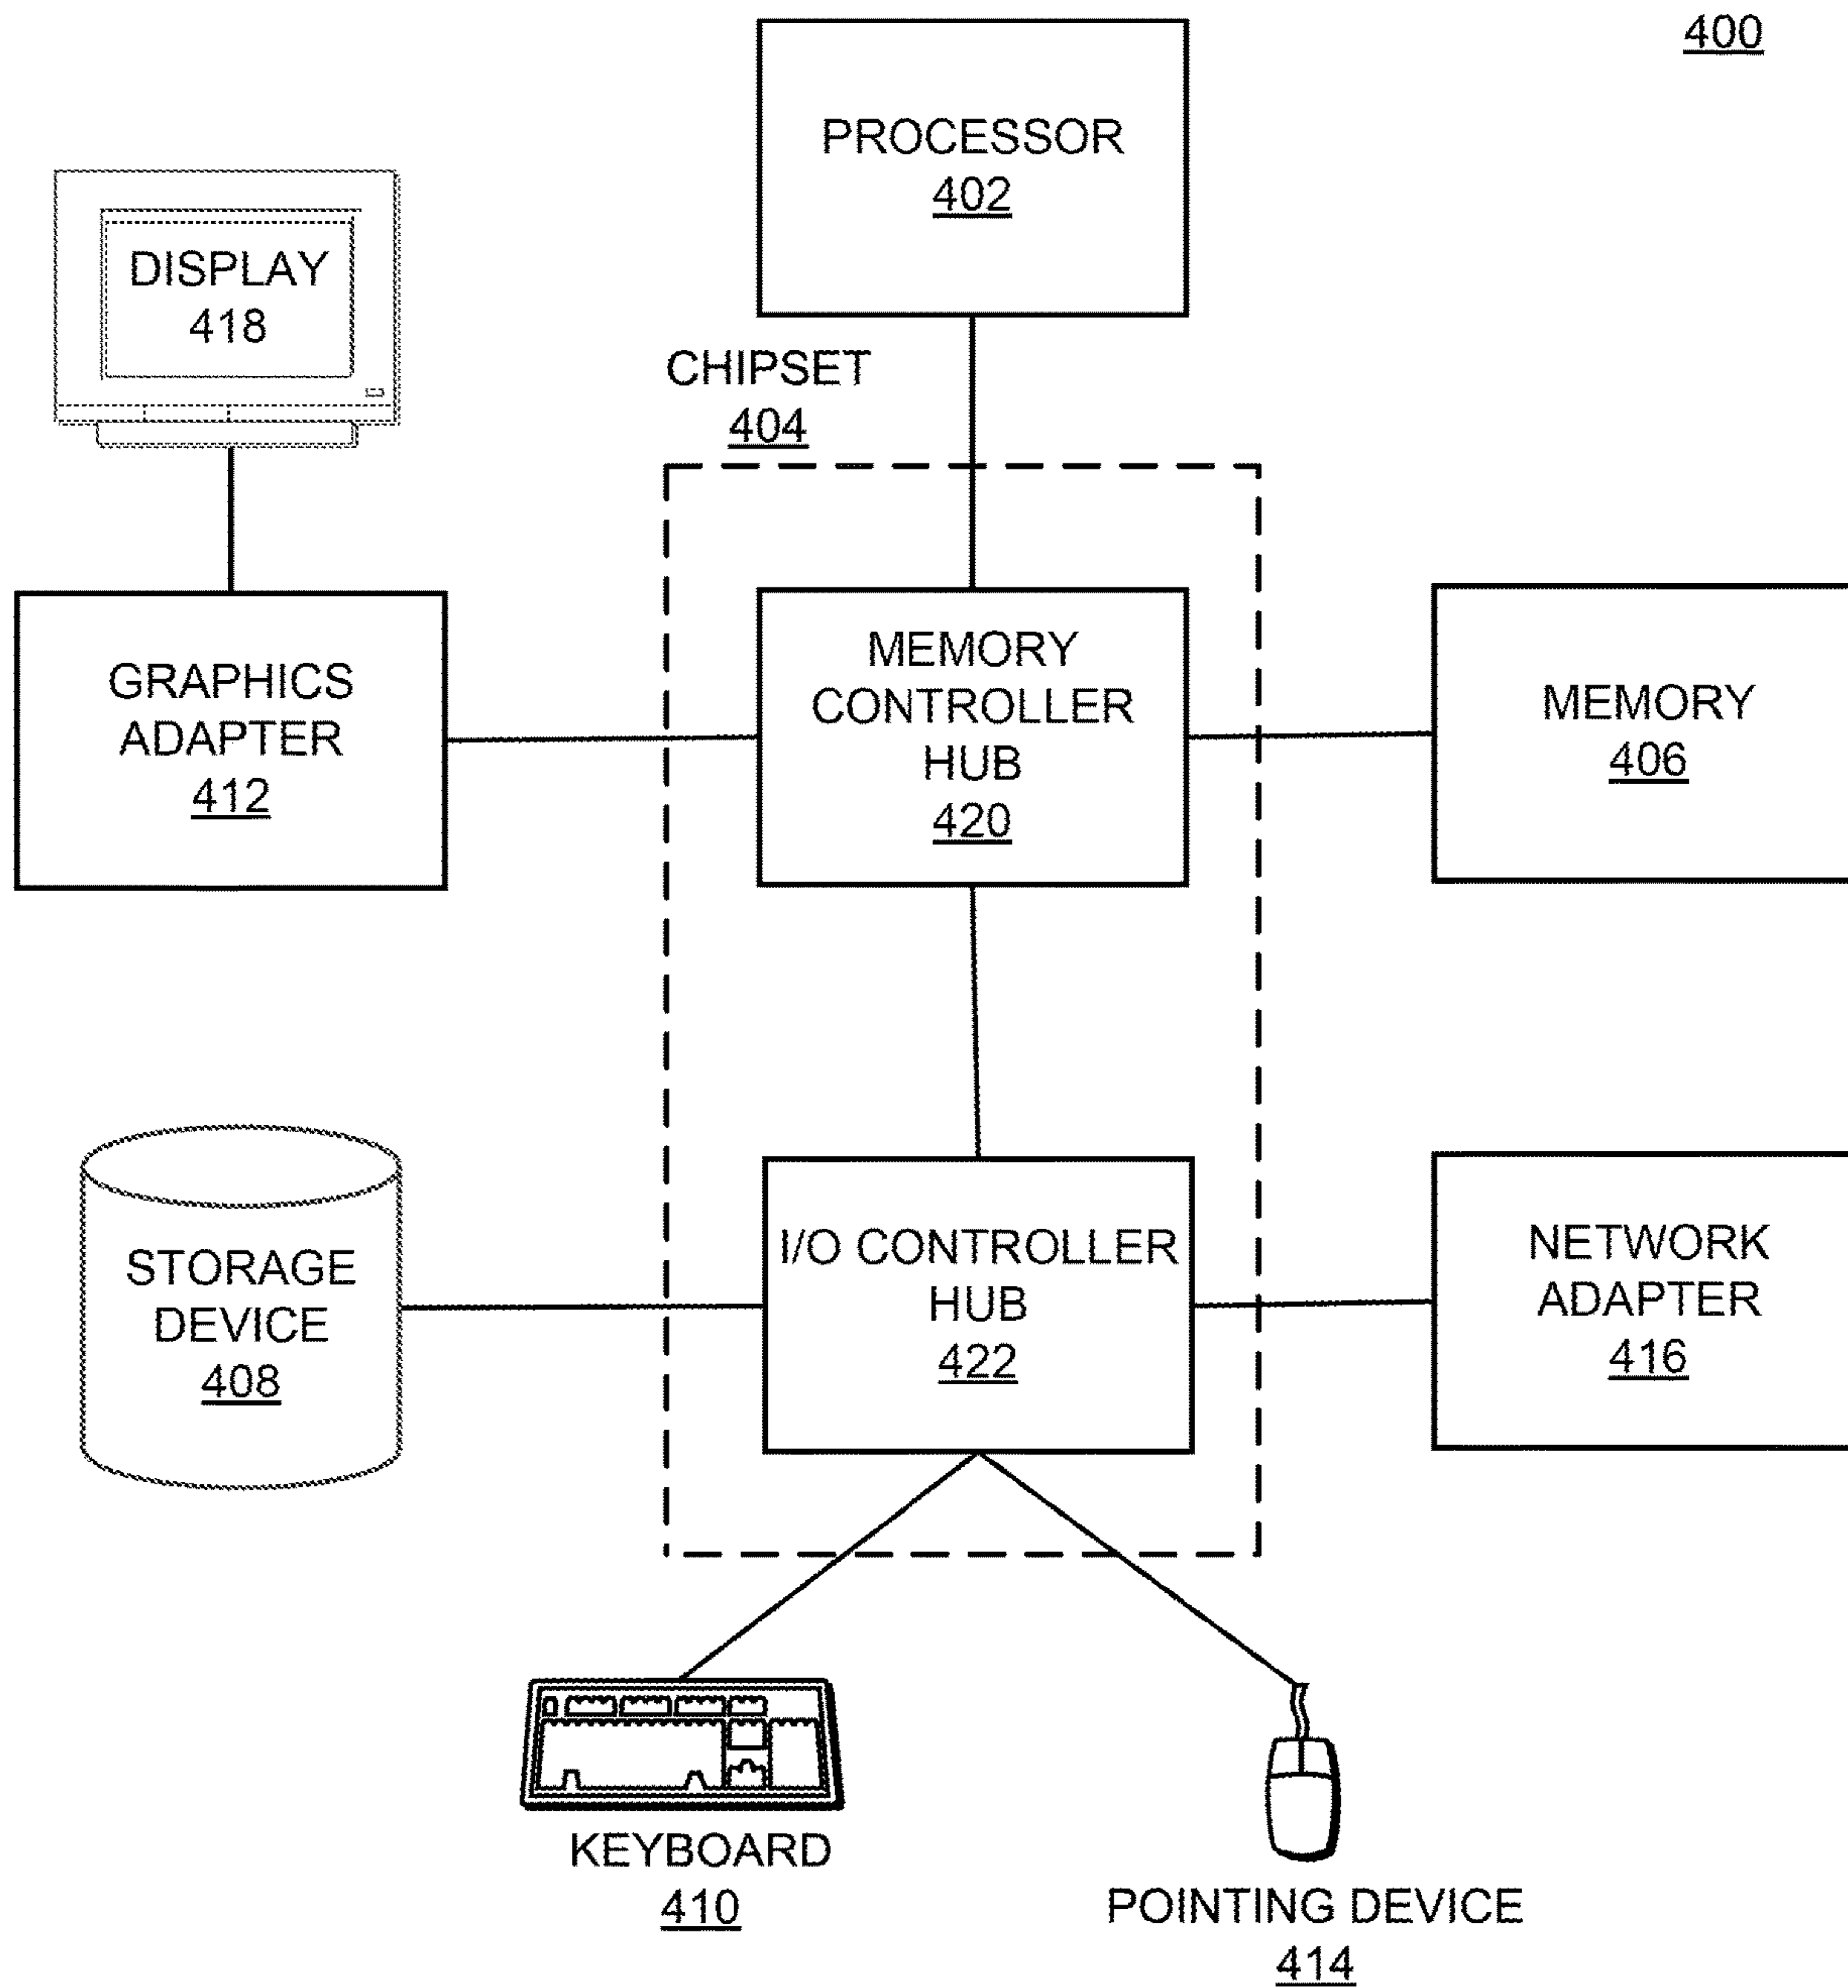 400
PROCESSOR
402
DISPLAY
418
CHIPSET
404
GRAPHICS
ADAPTER
412
MEMORY
CONTROLLER
HUB
420
MEMORY
406
STORAGE
DEVICE
408
I/O CONTROLLER
HUB
422
NETWORK
ADAPTER
416
KEYBOARD
410
POINTING DEVICE
414